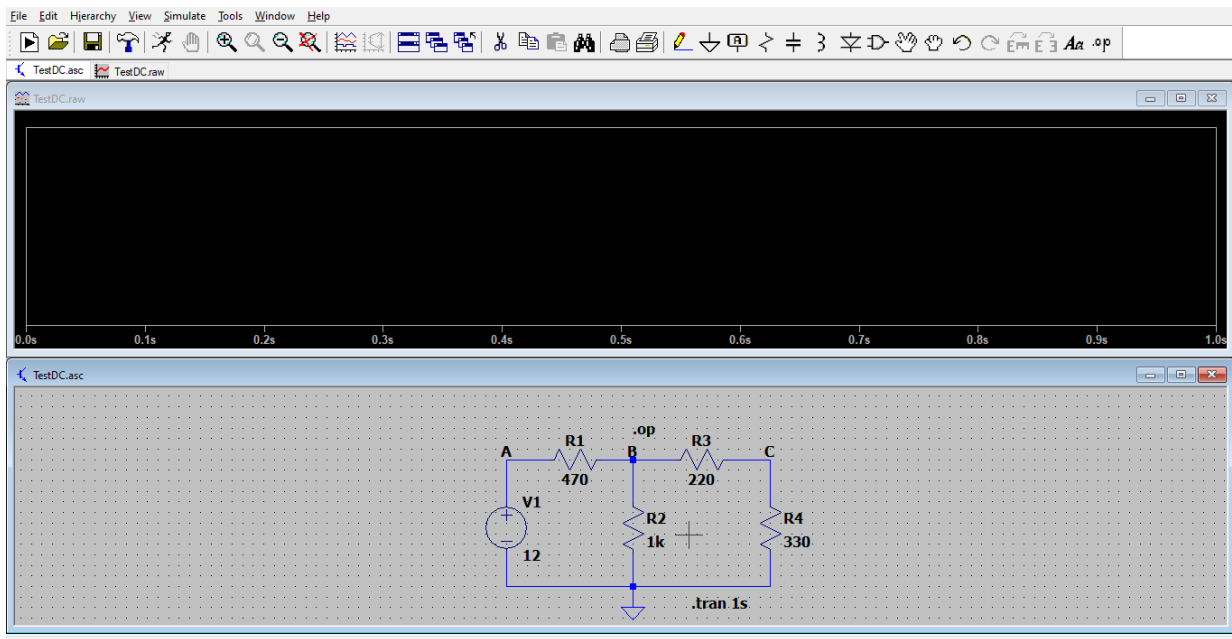 File Edit Hierarchy View Simulate Tools Window Help
Aa .op
TestDC.asc TestDC.raw
TestDC.raw
0.0s 0.1s 0.2s 0.3s 0.4s 0.5s 0.6s 0.7s 0.8s 0.9s 1.0s
TestDC.asc
.op
R1 R3
A B C
470 220
V1
R2 R4
1k 330
12
.tran 1s